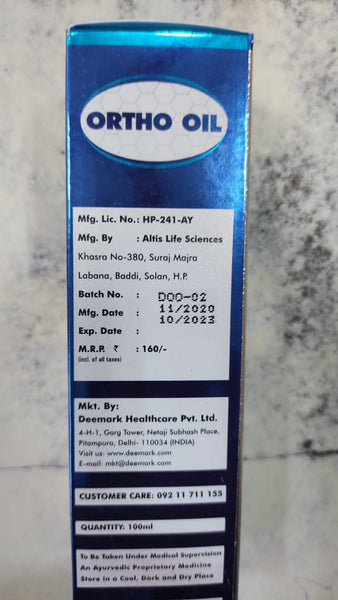 ORTHO OIL
Mfg. Lic. No.: HP-241-AY
Mfg. By : Altis Life Sciences
Khasra No-380, Suraj Majra
Labana, Baddi, Solan, H.P.
Batch No. : DOO-02
Mfg. Date : 11/2020
Exp. Date : 10/2023
M.R.P. ₹ : 160/-
(incl. of all taxes)
Mkt. By:
Deemark Healthcare Pvt. Ltd.
4-H-1, Garg Tower, Netaji Subhash Place,
Pitampura, Delhi- 110034 (INDIA)
Visit us: www.deemark.com
E-mail: mkt@deemark.com
CUSTOMER CARE: 092 11 711 155
QUANTITY: 100ml
To Be Taken Under Medical Supervision
An Ayurvedic Proprietary Medicine
Store in a Cool, Dark and Dry Place